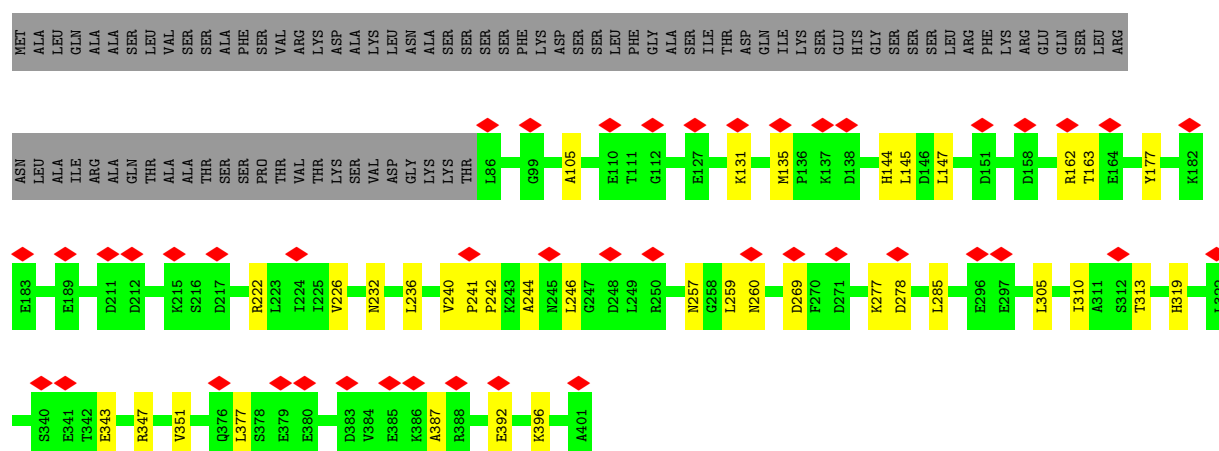 MET ALA LEU GLN ALA ALA SER LEU VAL SER SER ALA PHE SER VAL ARG LYS ASP ALA LYS LEU ASN ALA SER SER SER SER PHE LYS ASP SER SER LEU PHE GLY ALA SER ILE THR ASP GLN ILE LYS SER GLU HIS GLY SER SER SER LEU ARG PHE LYS ARG GLU GLN SER LEU ARG
ASN LEU ALA ILE ARG ALA GLN THR ALA ALA THR SER SER PRO THR VAL THR LYS SER VAL ASP GLY LYS LYS THR L86 G99 A105 E110 T111 G112 E127 K131 M135 P136 K137 D138 H144 L145 D146 L147 D151 D158 R162 T163 E164 Y177 K182
E183 E189 D211 D212 K215 S216 D217 R222 L223 I224 I225 V226 N232 L236 V240 P241 P242 K243 A244 N245 L246 G247 D248 L249 R250 N257 G258 L259 N260 D269 F270 D271 K277 D278 L285 E296 E297 L305 I310 A311 S312 T313 H319
S340 E341 T342 E343 R347 V351 Q376 L377 S378 E379 E380 D383 V384 E385 K386 A387 R388 E392 K396 A401